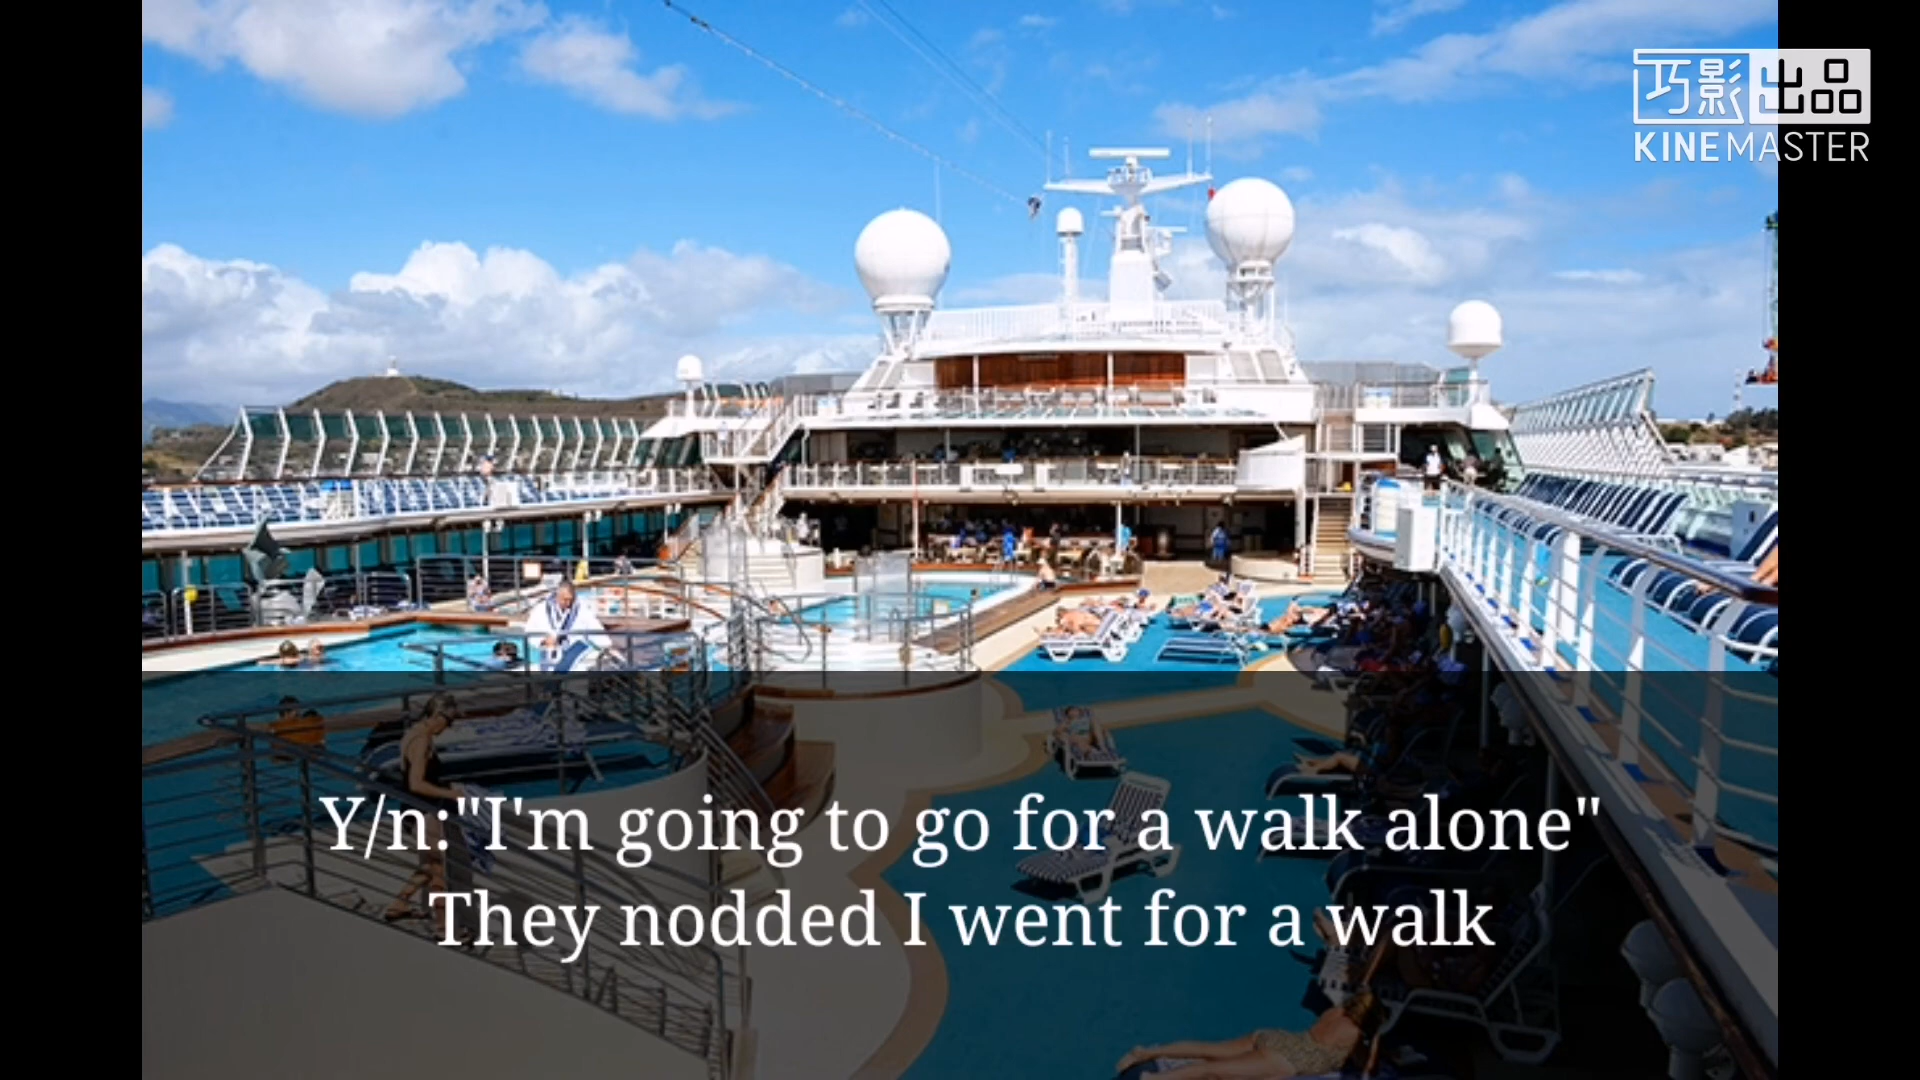 巧影出品
KINEMASTER
Y/n:"I'm going to go for a walk alone"
They nodded I went for a walk